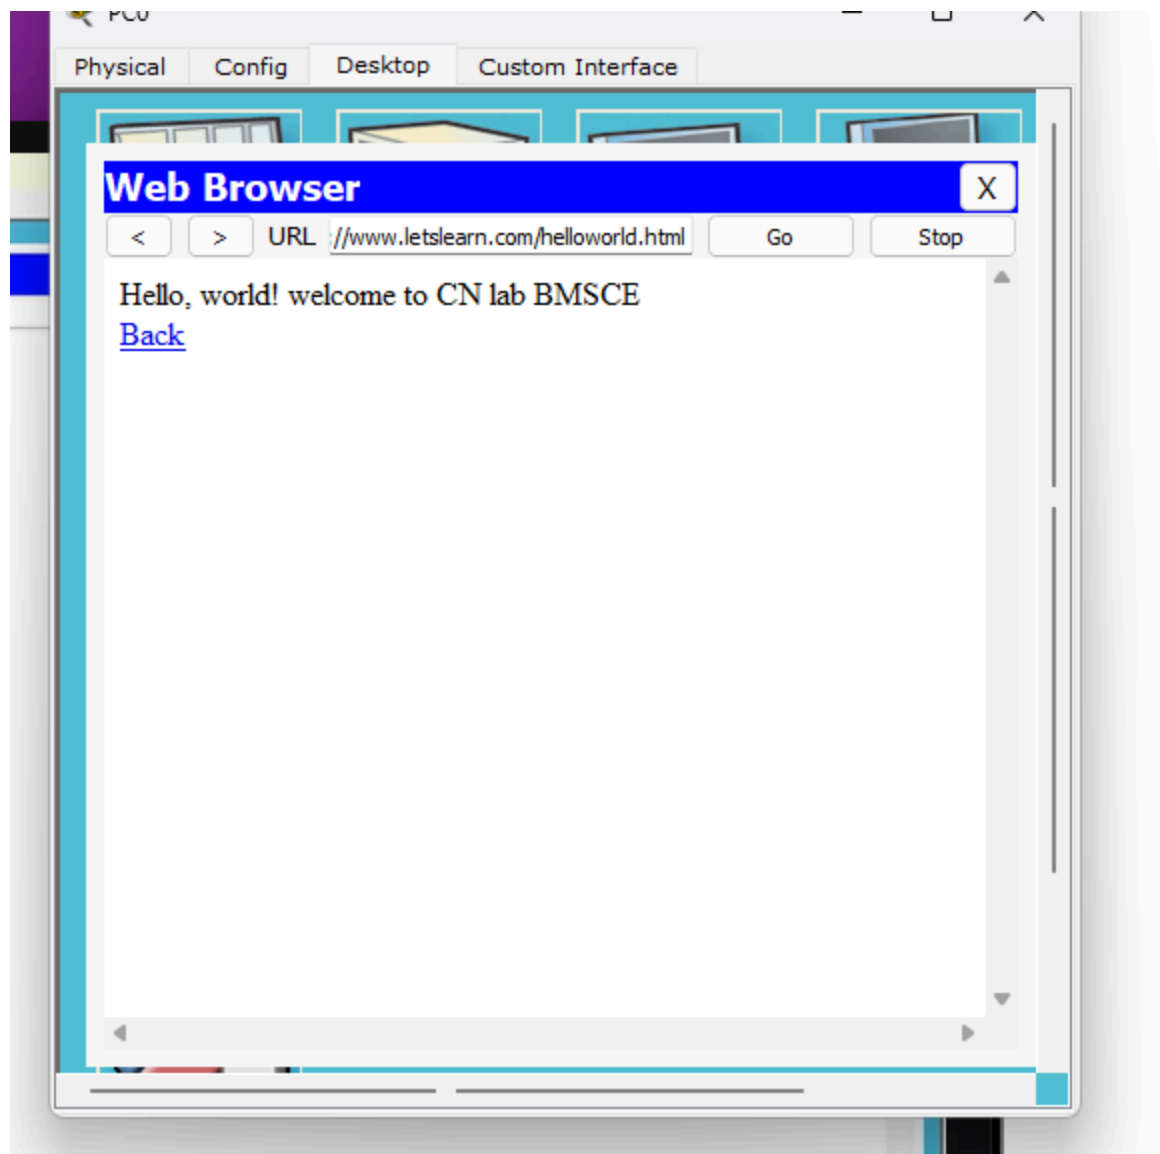 PC0
Physical Config Desktop Custom Interface
Web Browser X
< > URL ://www.letslearn.com/helloworld.html Go Stop
Hello, world! welcome to CN lab BMSCE
Back